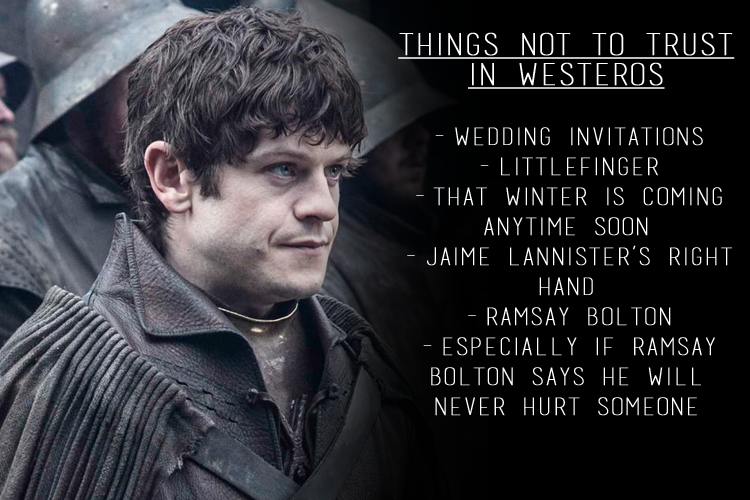 THINGS NOT TO TRUST
IN WESTEROS
- WEDDING INVITATIONS
- LITTLEFINGER
- THAT WINTER IS COMING
ANYTIME SOON
- JAIME LANNISTER'S RIGHT
HAND
- RAMSAY BOLTON
- ESPECIALLY IF RAMSAY
BOLTON SAYS HE WILL
NEVER HURT SOMEONE